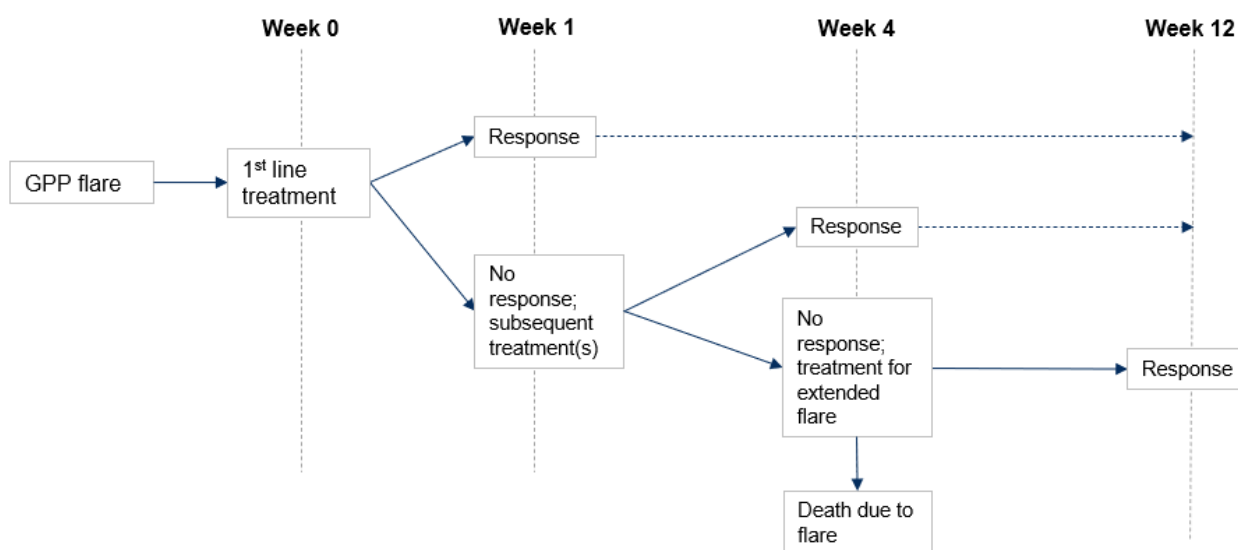 Week 0
Week 1
Week 4
Week 12
Response
GPP flare
1st line
treatment
Response
No
response;
subsequent
treatment(s)
No
response;
treatment for
extended
flare
Response
Death due to
flare